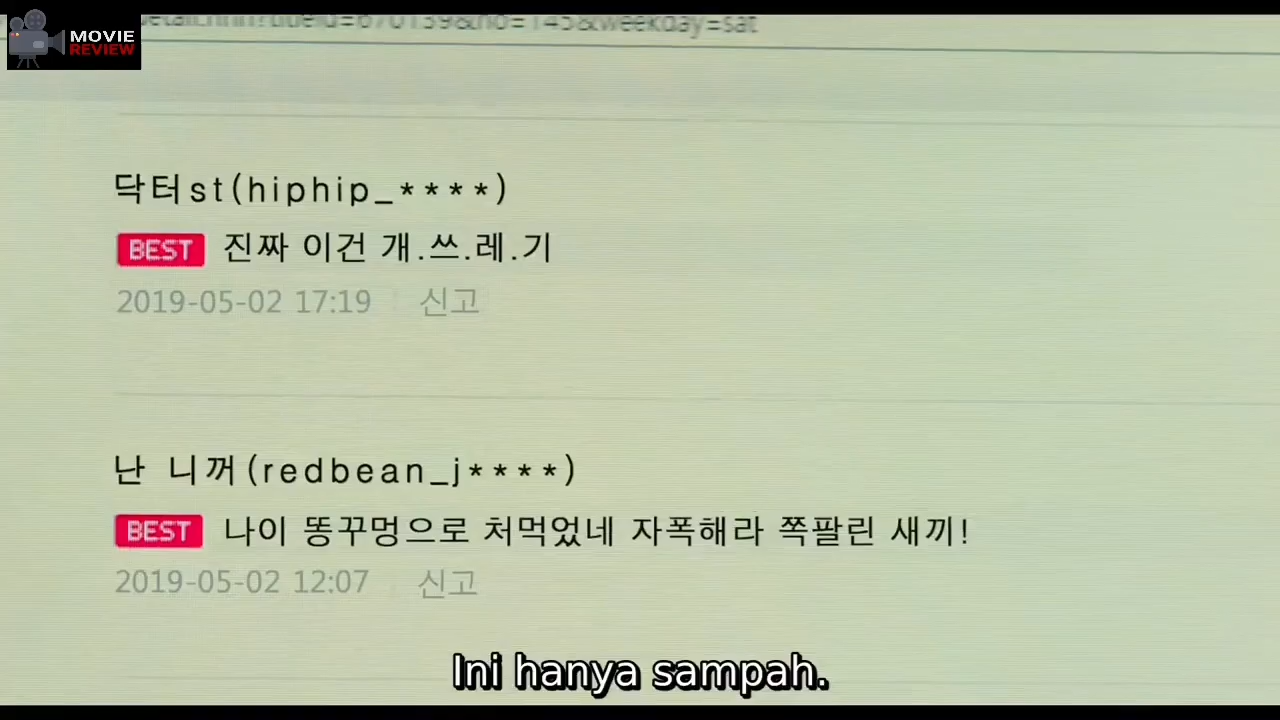 MOVIE
REVIEW
닥터st(hiphip_****)
BEST 진짜 이건 개.쓰.레.기
2019-05-02 17:19 신고
난 니꺼(redbean_j****)
BEST 나이 똥꾸멍으로 처먹었네 자폭해라 쪽팔린 새끼!
2019-05-02 12:07 신고
Ini hanya sampah.